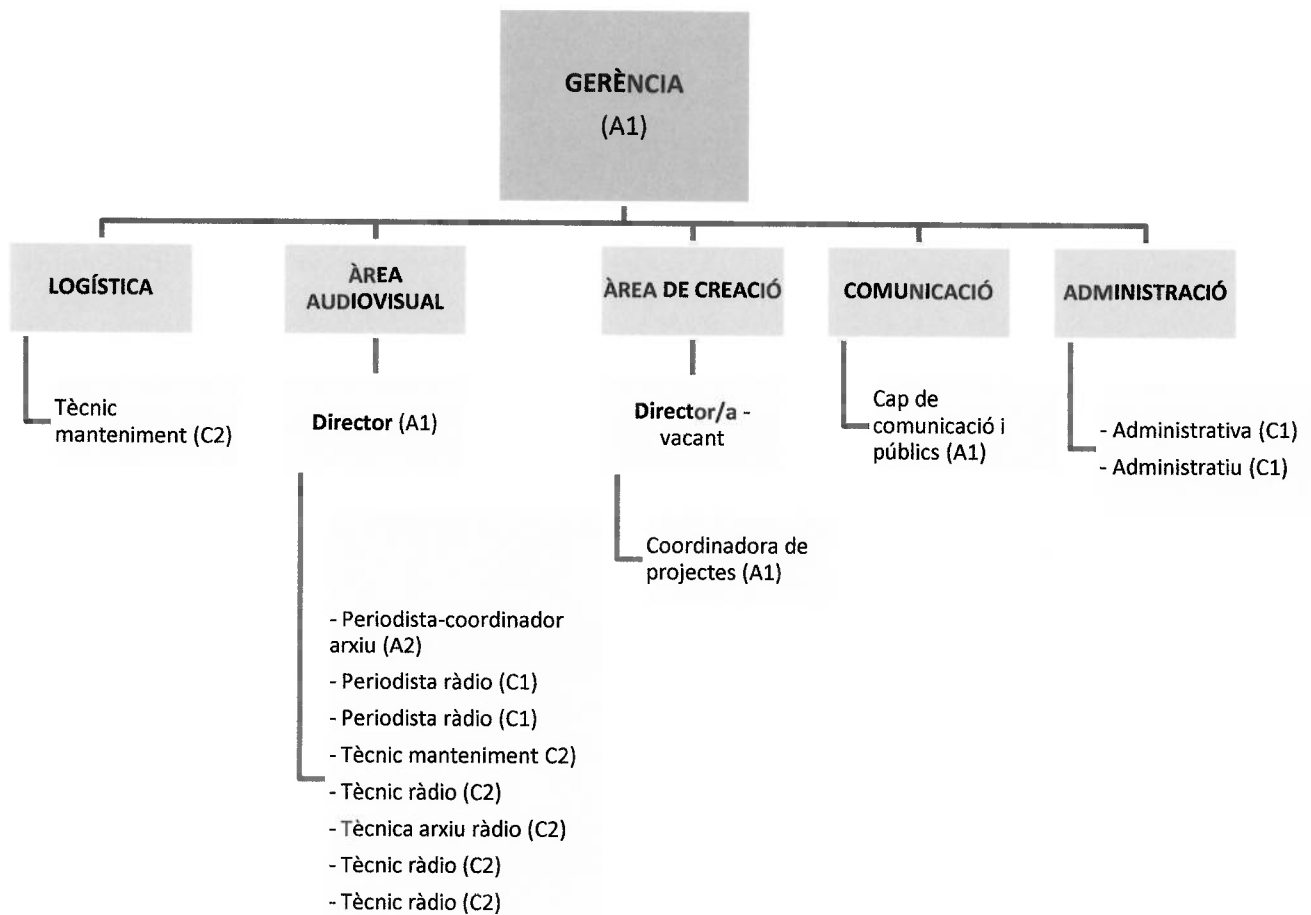 GERÈNCIA
(A1)
LOGÍSTICA
Tècnic
manteniment (C2)
ÀREA
AUDIOVISUAL
Director (A1)
- Periodista-coordinador
arxiu (A2)
- Periodista ràdio (C1)
- Periodista ràdio (C1)
- Tècnic manteniment C2)
- Tècnic ràdio (C2)
- Tècnica arxiu ràdio (C2)
- Tècnic ràdio (C2)
- Tècnic ràdio (C2)
ÀREA DE CREACIÓ
Director/a -
vacant
Coordinadora de
projectes (A1)
COMUNICACIÓ
Cap de
comunicació i
públics (A1)
ADMINISTRACIÓ
- Administrativa (C1)
- Administratiu (C1)